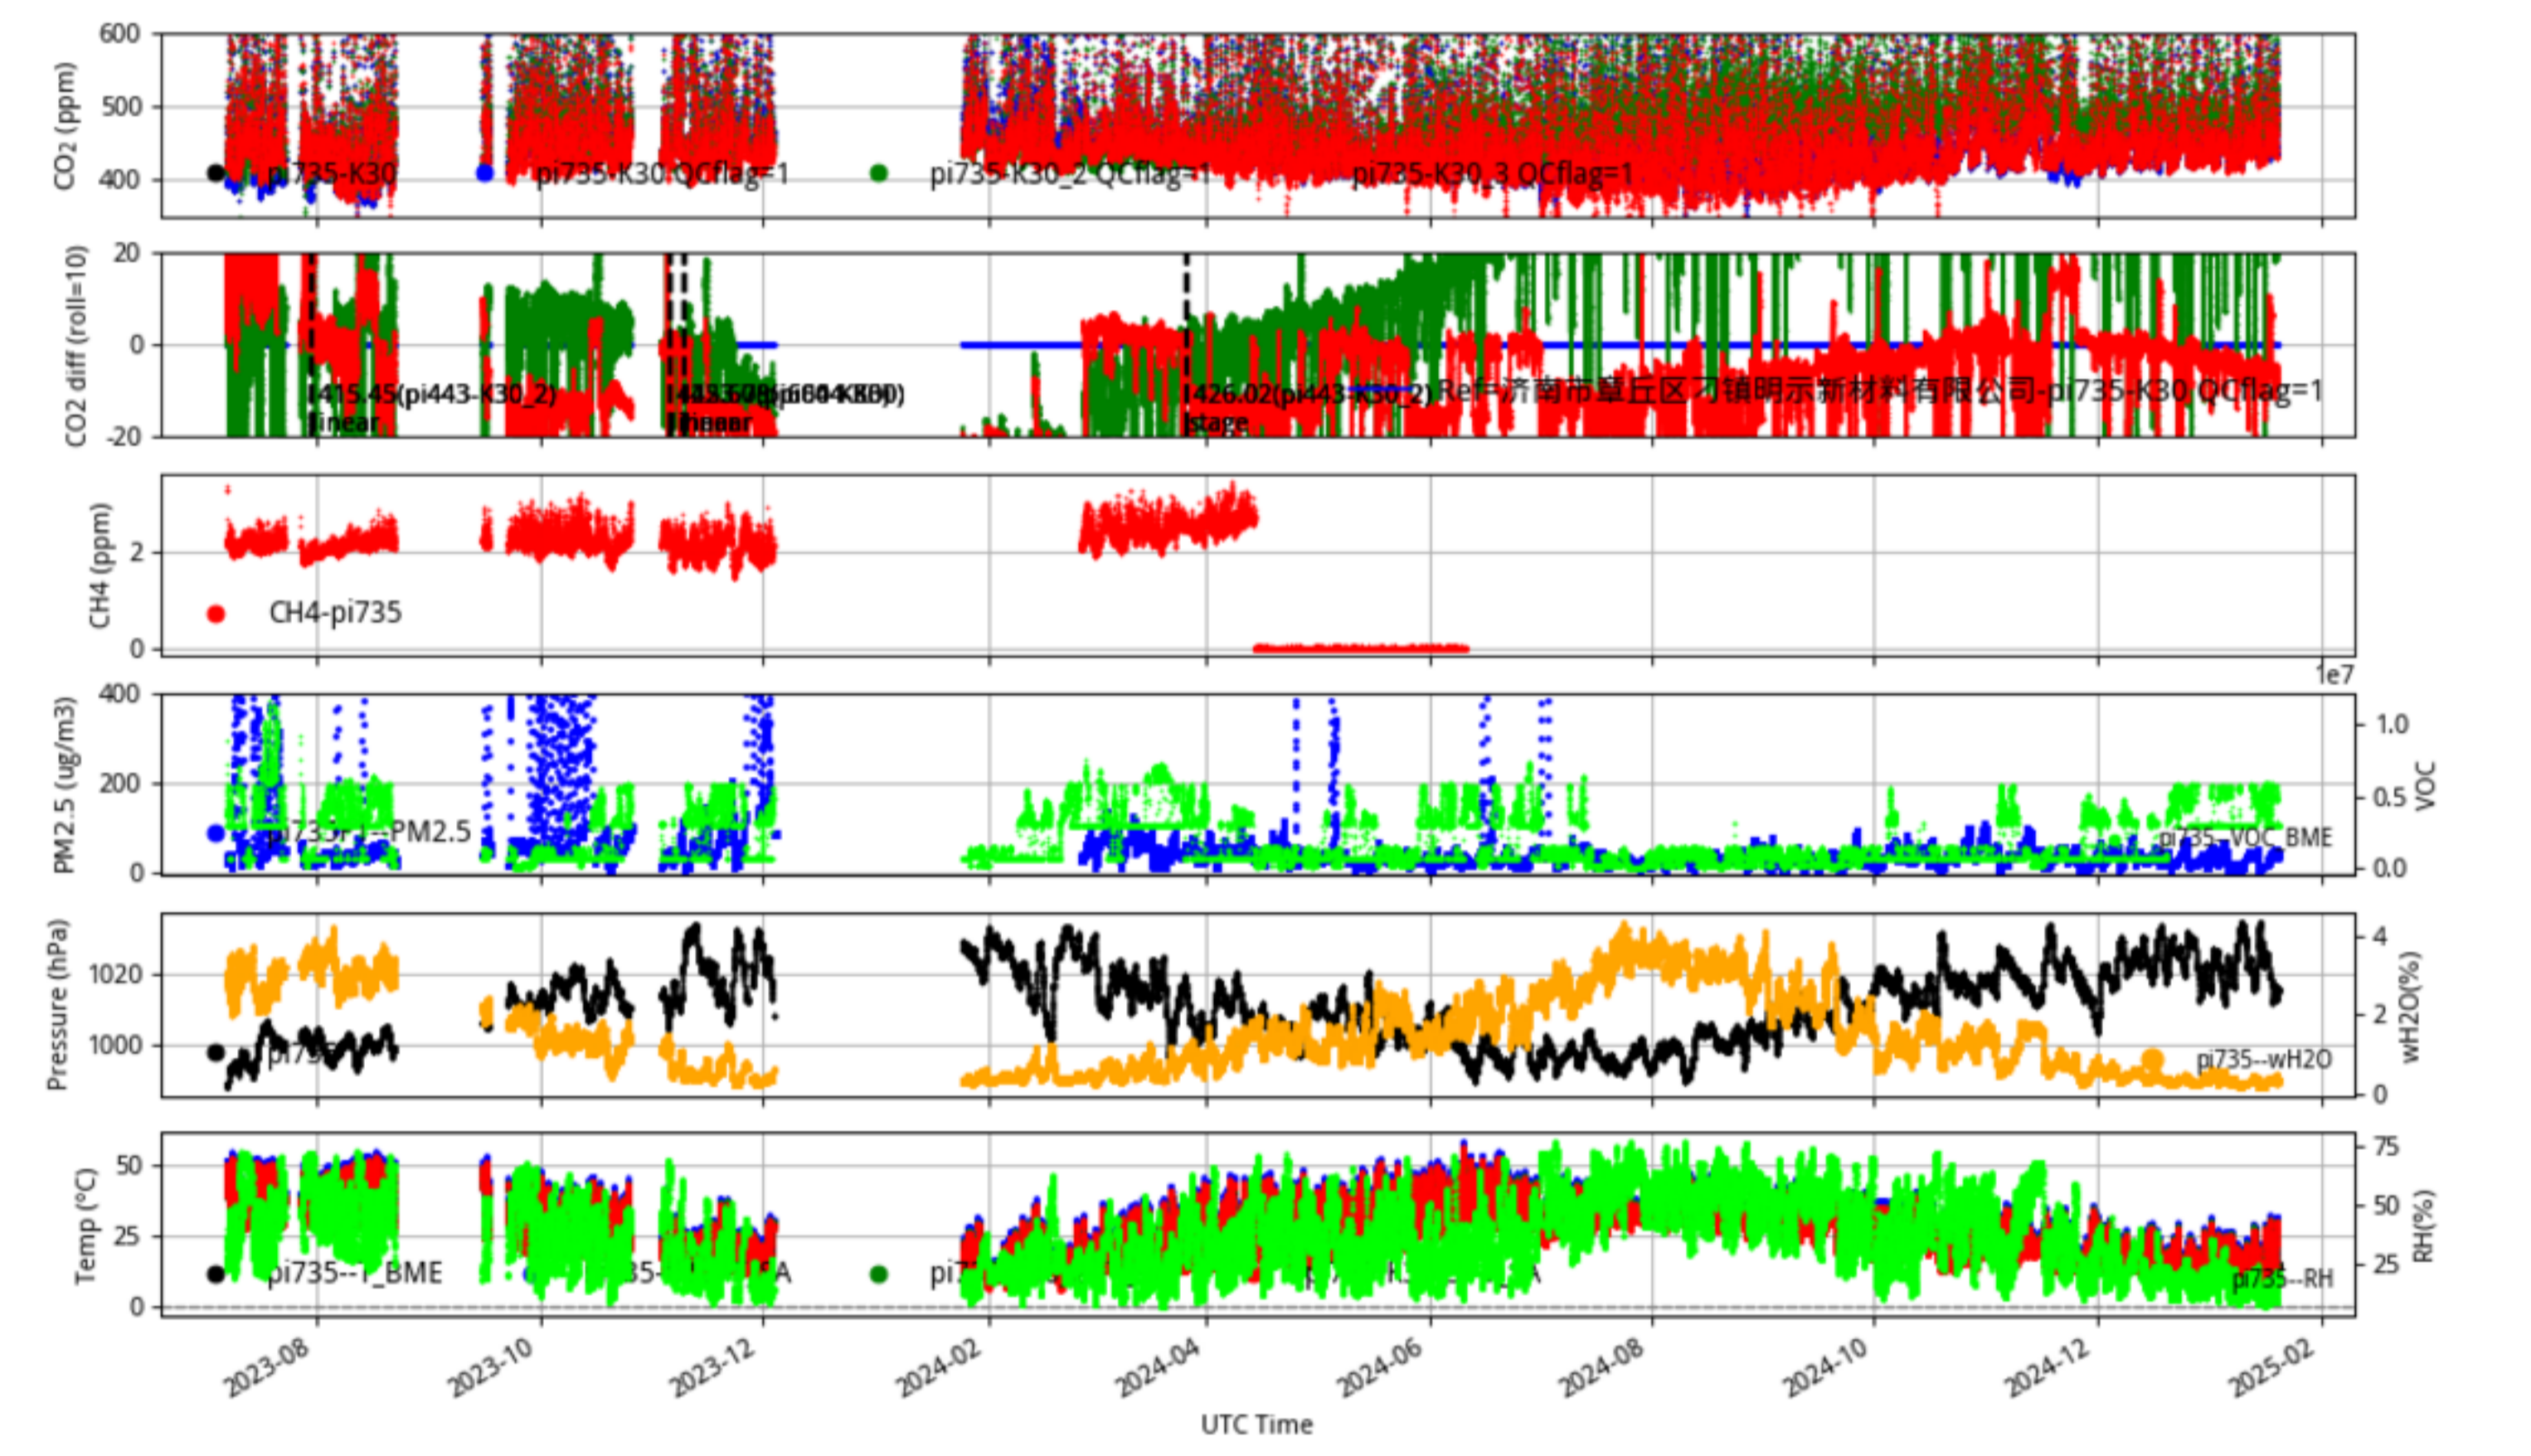 600
500
400
CO2 (ppm)
pi735-K30
pi735-K30 QCflag=1
pi735-K30_2 QCflag=1
pi735-K30_3 QCflag=1
20
0
-20
CO2 diff (roll=10)
415.45(pi443-K30_2)
linear
426.02(pi443-K30_2)
stage
Ref=济南市章丘区刁镇明示新材料有限公司-pi735-K30 QCflag=1
2
0
CH4 (ppm)
CH4-pi735
1e7
400
200
0
PM2.5 (ug/m3)
1.0
0.5
0.0
VOC
--PM2.5
pi735--VOC_BME
1020
1000
Pressure (hPa)
4
2
0
wH2O(%)
pi735--wH2O
50
25
0
Temp (°C)
75
50
25
RH(%)
pi735--T_BME
pi735--RH
2023-08
2023-10
2023-12
2024-02
2024-04
2024-06
2024-08
2024-10
2024-12
2025-02
UTC Time